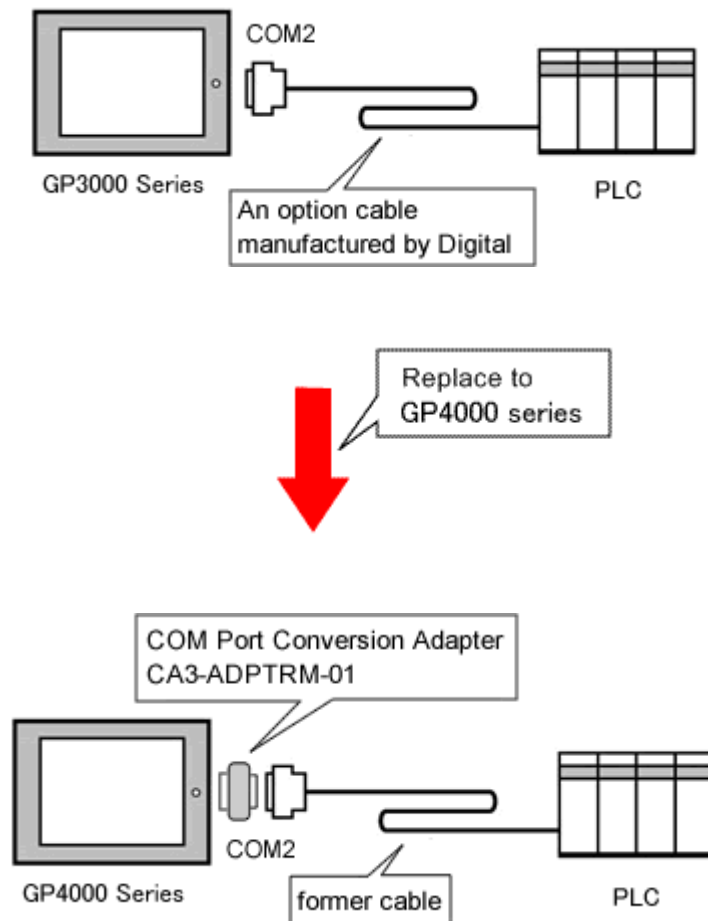 COM2
GP3000 Series
PLC
An option cable
manufactured by Digital
Replace to
GP4000 series
COM Port Conversion Adapter
CA3-ADPTRM-01
COM2
GP4000 Series
former cable
PLC